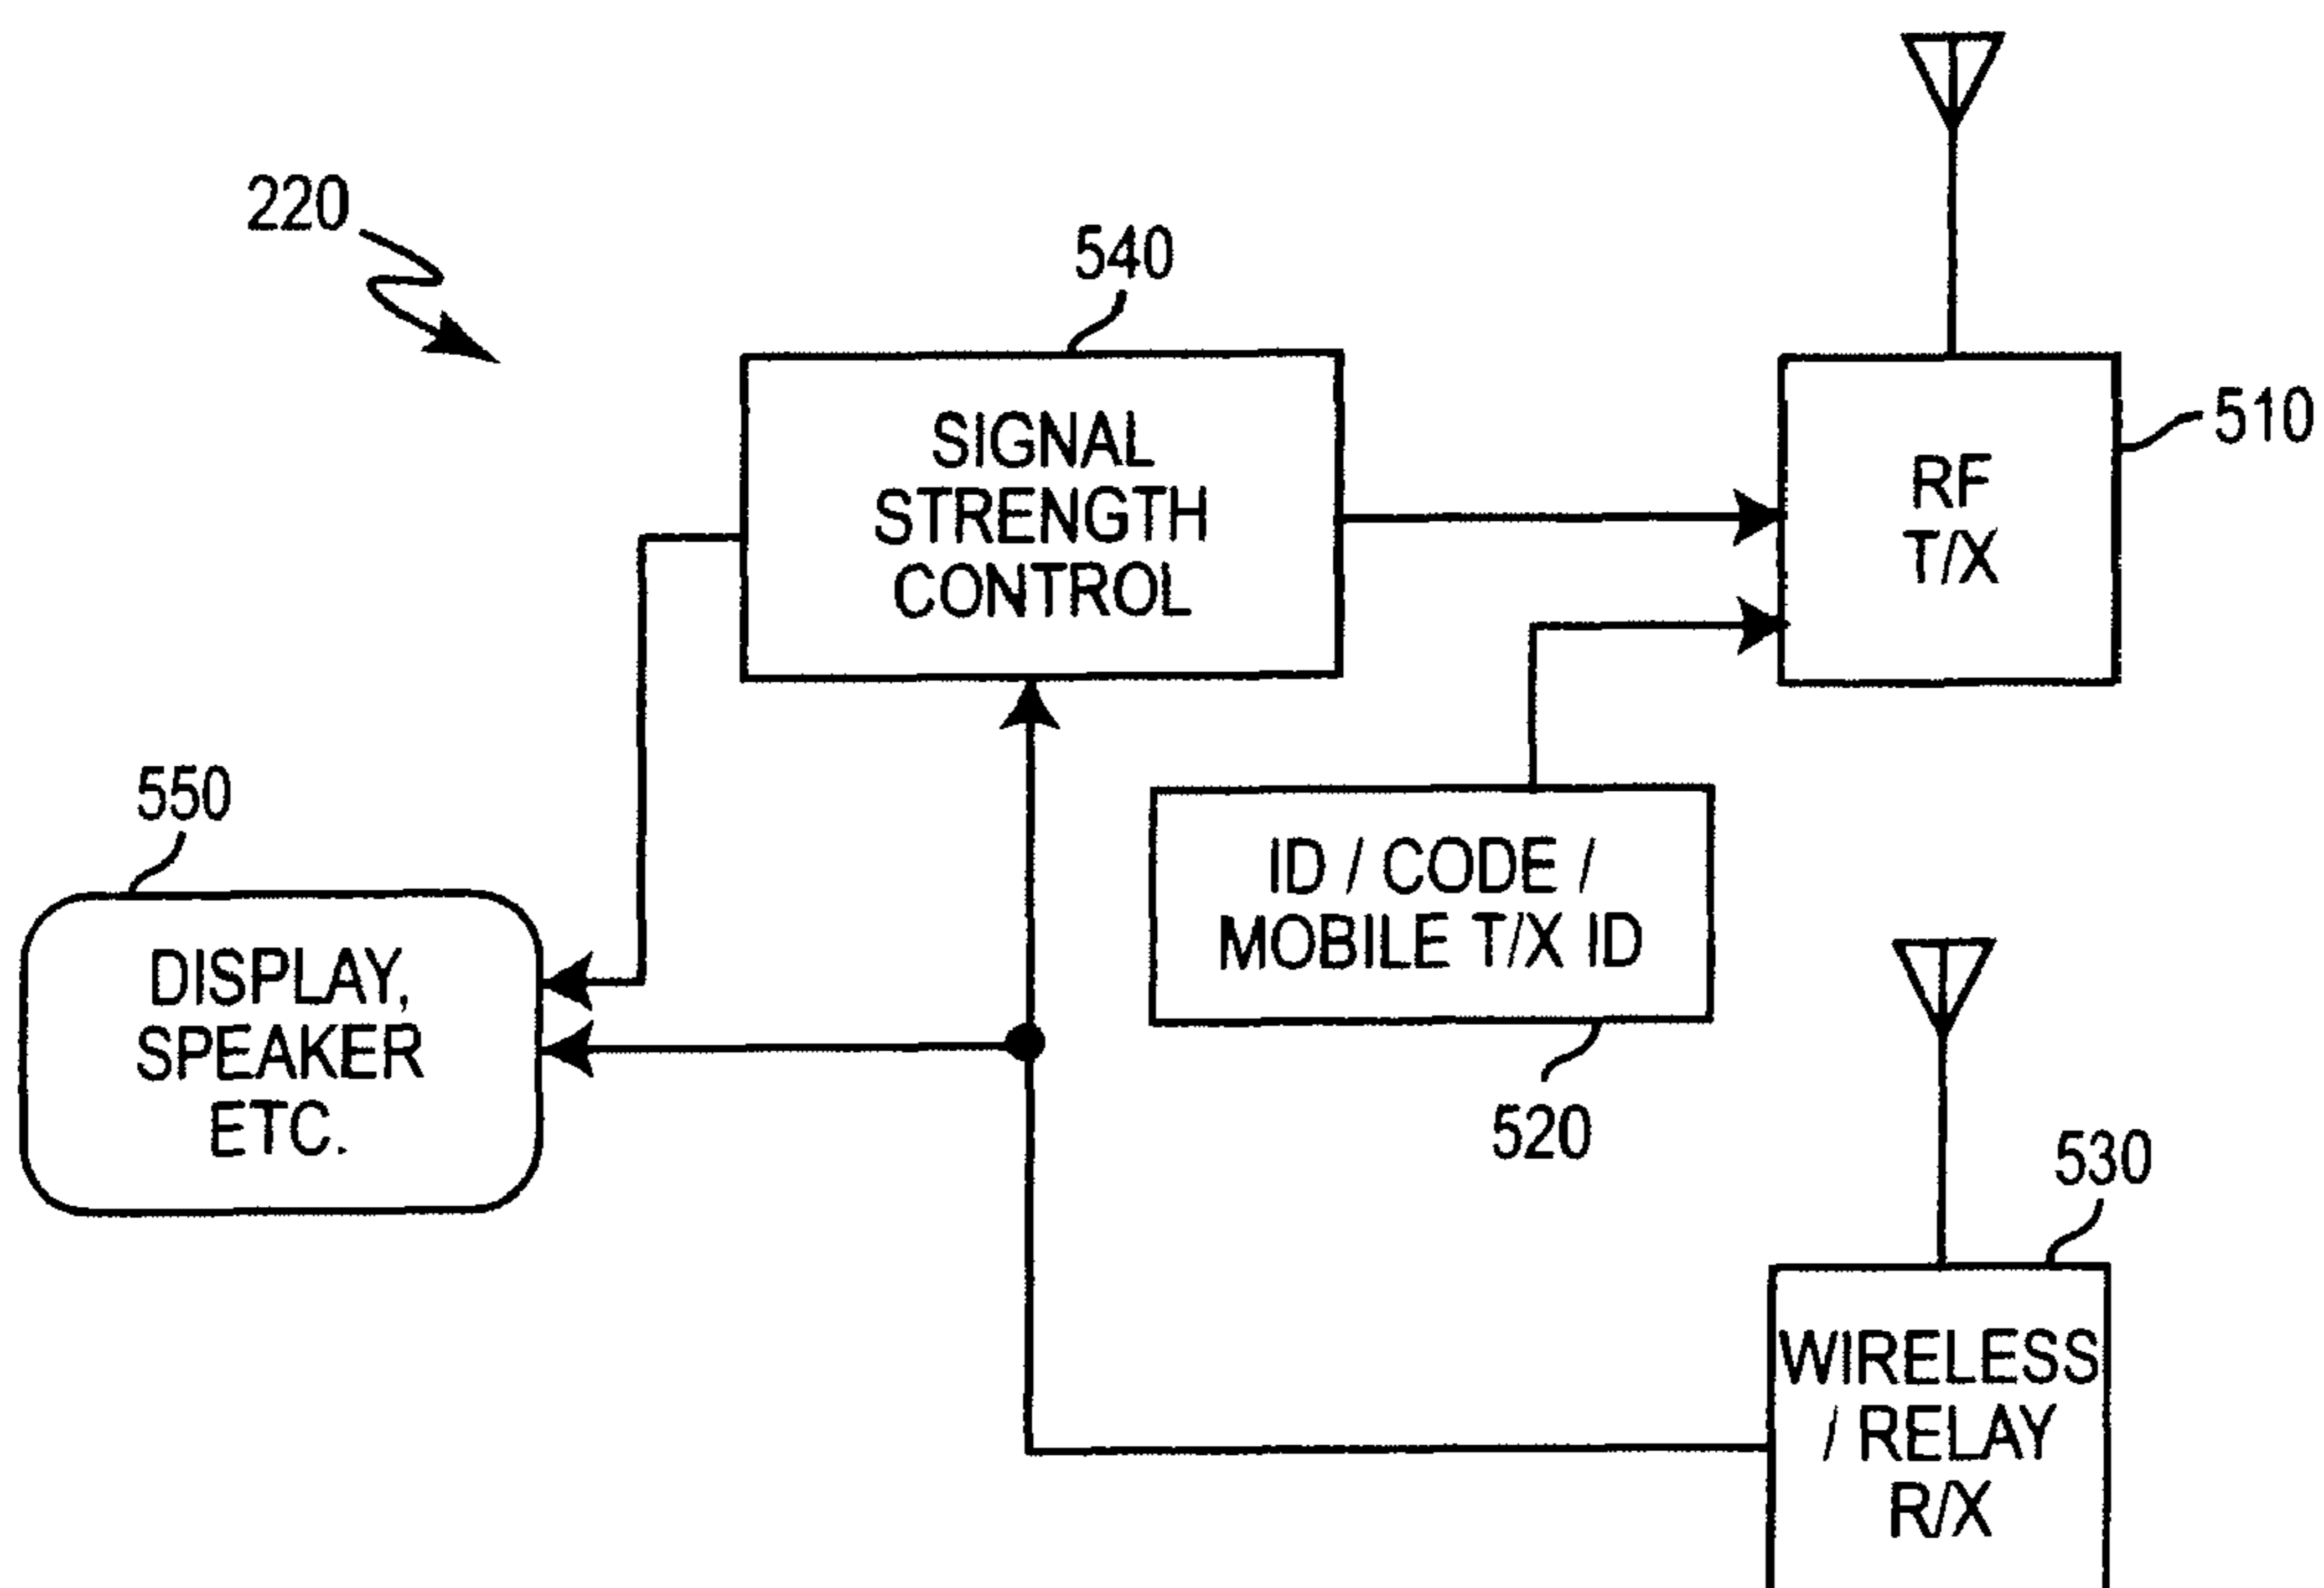 220
540
SIGNAL
STRENGTH
CONTROL
510
RF
T/X
550
DISPLAY,
SPEAKER
ETC.
ID / CODE /
MOBILE T/X ID
520
530
WIRELESS
/ RELAY
R/X